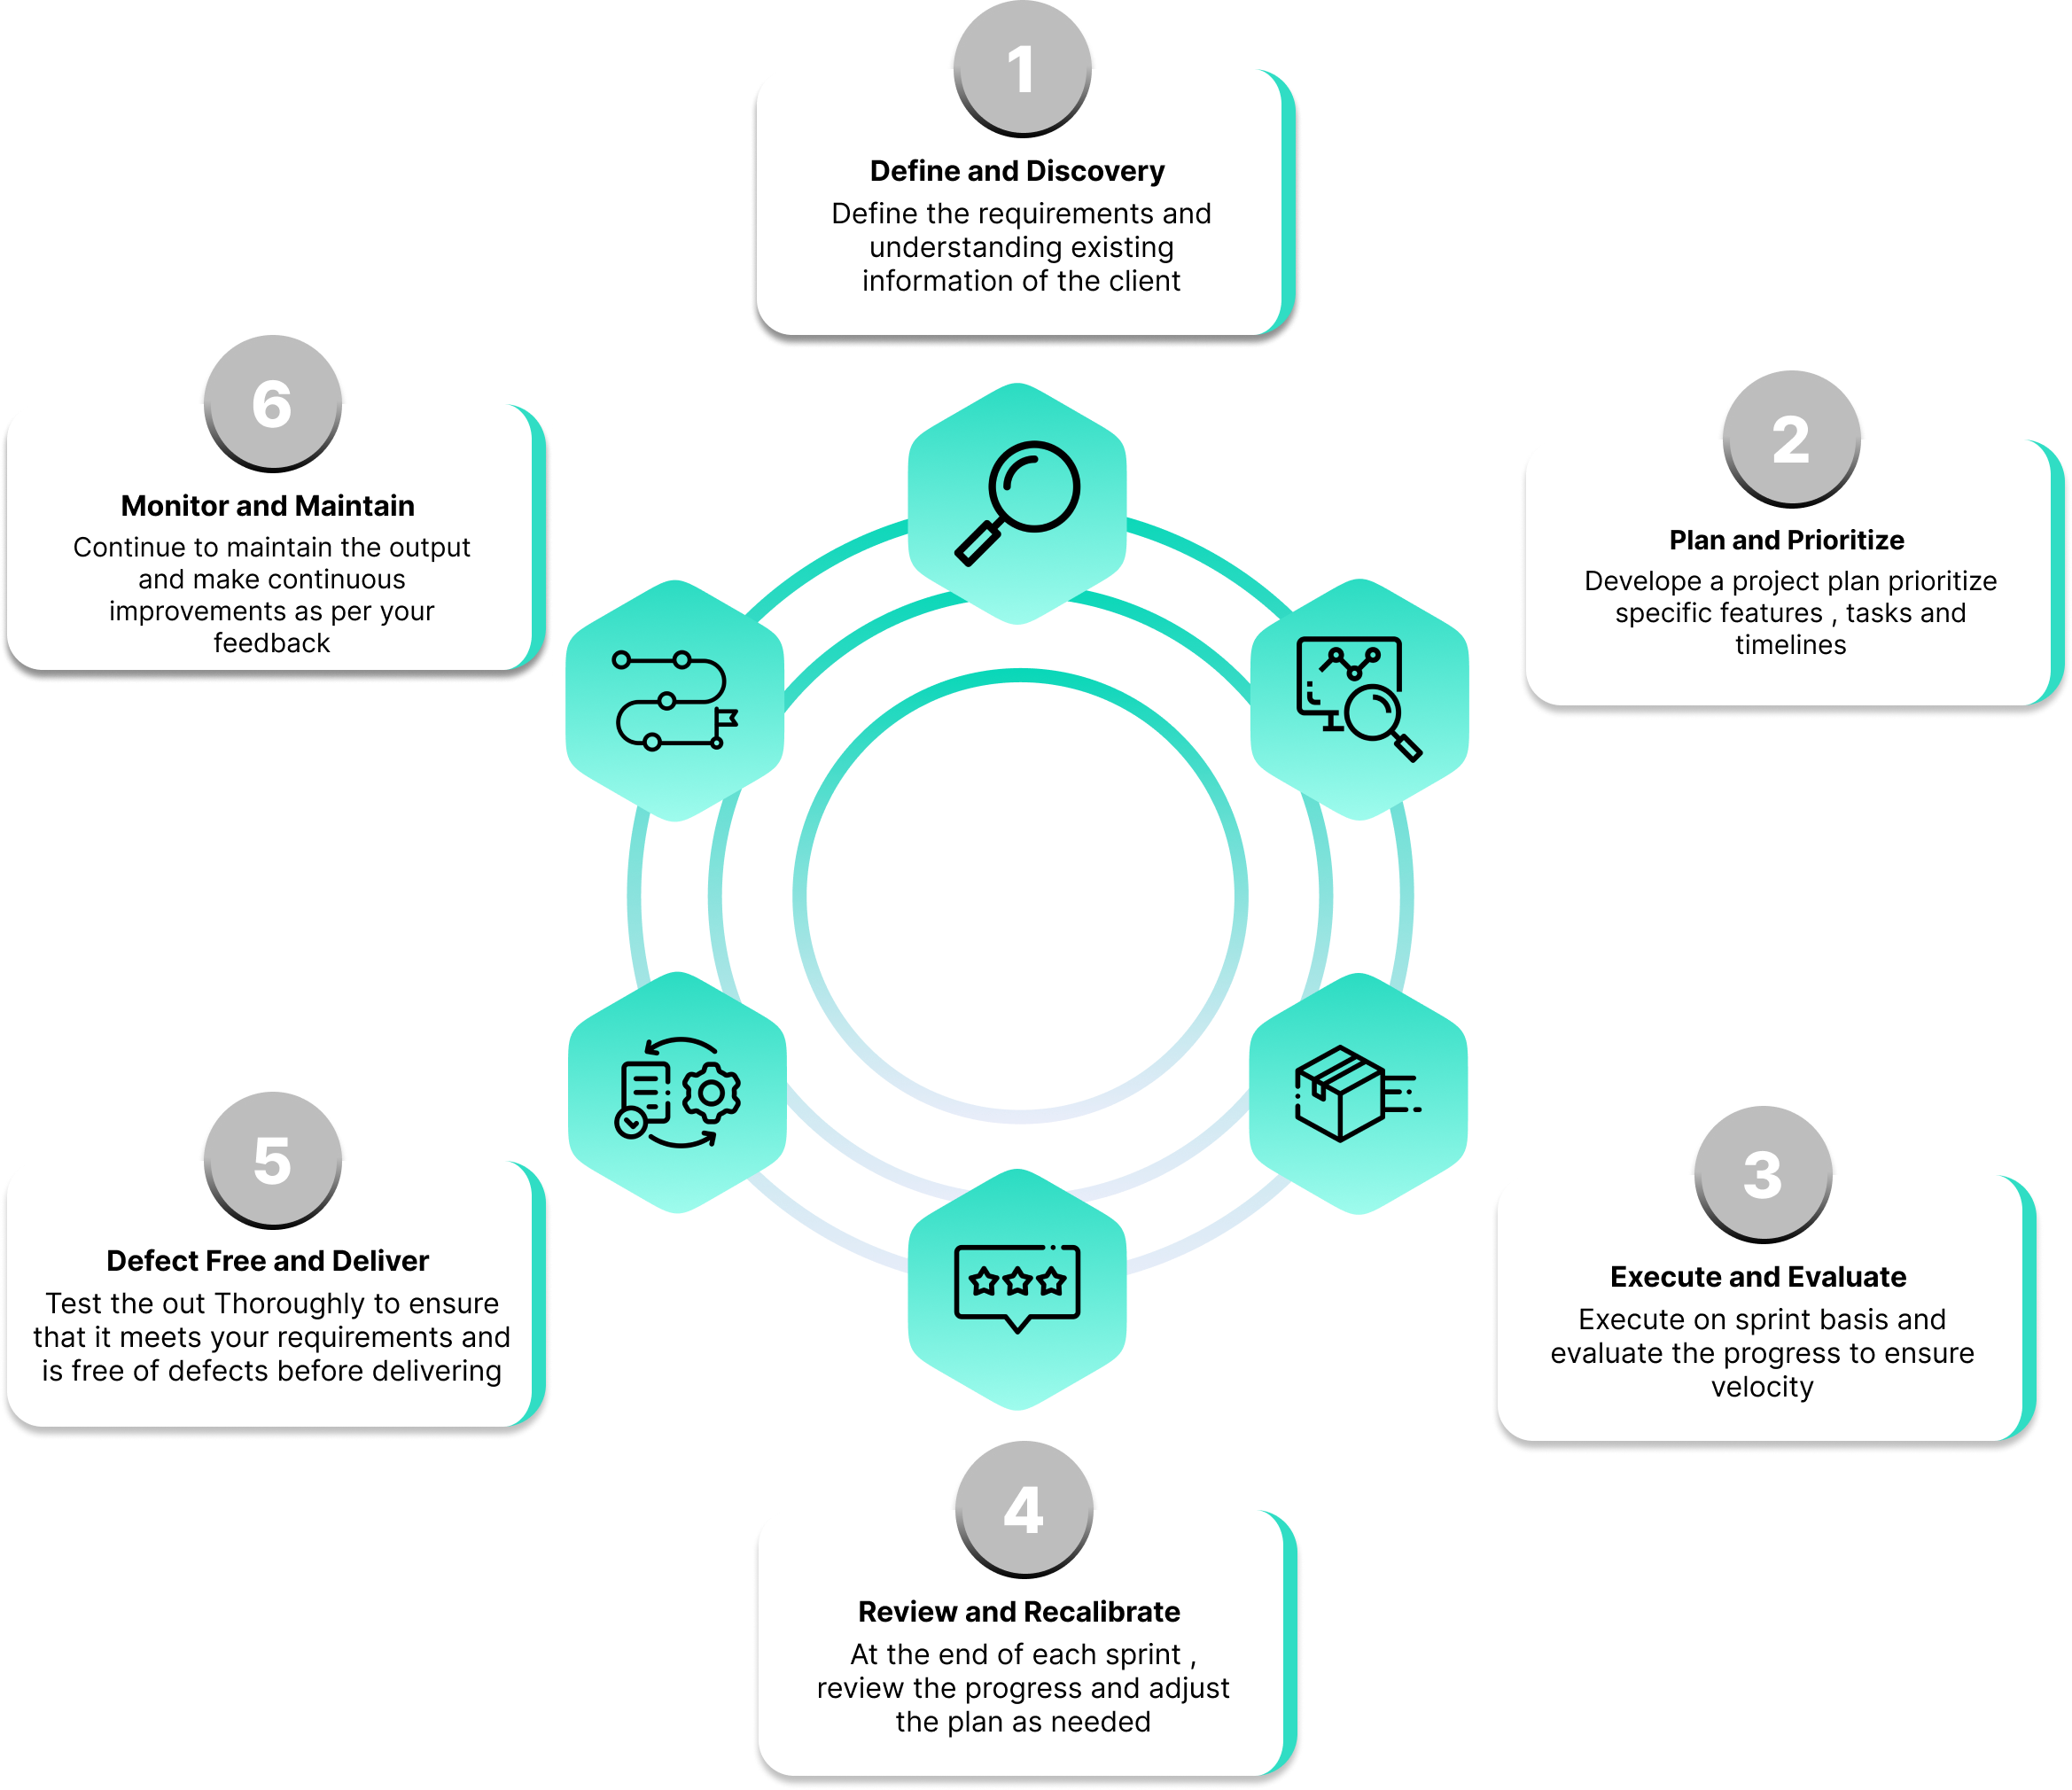 1
Define and Discovery
Define the requirements and
understanding existing
information of the client
2
Plan and Prioritize
Develope a project plan prioritize
specific features , tasks and
timelines
3
Execute and Evaluate
Execute on sprint basis and
evaluate the progress to ensure
velocity
4
Review and Recalibrate
At the end of each sprint ,
review the progress and adjust
the plan as needed
5
Defect Free and Deliver
Test the out Thoroughly to ensure
that it meets your requirements and
is free of defects before delivering
6
Monitor and Maintain
Continue to maintain the output
and make continuous
improvements as per your
feedback